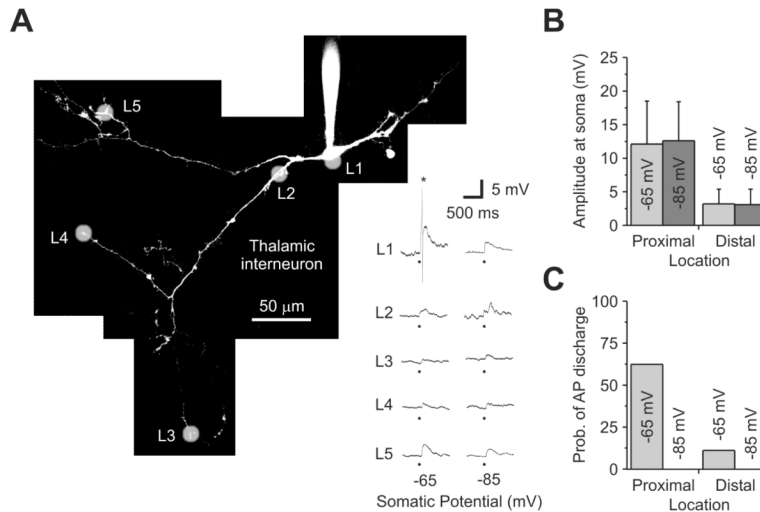 A
L5
L2
L1
L4
Thalamic
interneuron
50 μm
L3
*
5 mV
500 ms
L1
L2
L3
L4
L5
-65
-85
Somatic Potential (mV)
B
Amplitude at soma (mV)
25
20
15
10
5
0
-65 mV
-85 mV
-65 mV
-85 mV
Proximal
Distal
Location
C
Prob. of AP discharge
100
75
50
25
0
-65 mV
-85 mV
-65 mV
-85 mV
Proximal
Distal
Location